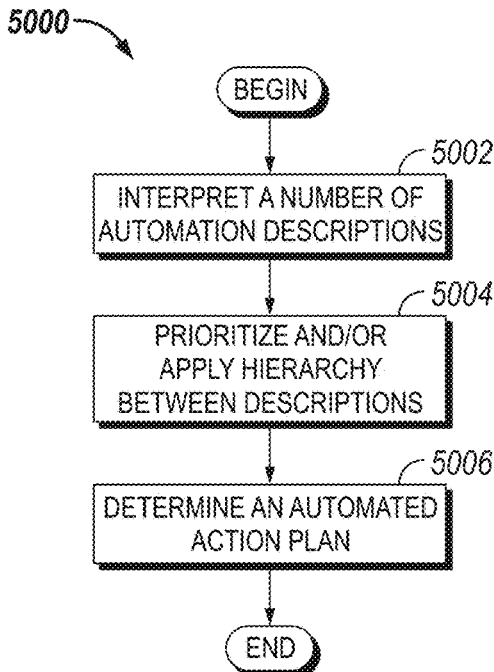 5000
BEGIN
5002
INTERPRET A NUMBER OF
AUTOMATION DESCRIPTIONS
5004
PRIORITIZE AND/OR
APPLY HIERARCHY
BETWEEN DESCRIPTIONS
5006
DETERMINE AN AUTOMATED
ACTION PLAN
END